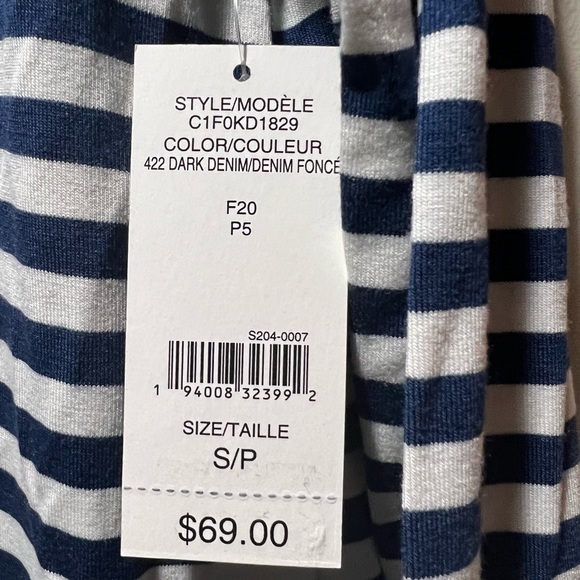 STYLE/MODÈLE
C1F0KD1829
COLOR/COULEUR
422 DARK DENIM/DENIM FONCÉ
F20
P5
S204-0007
1 94008 32399 2
SIZE/TAILLE
S/P
$69.00